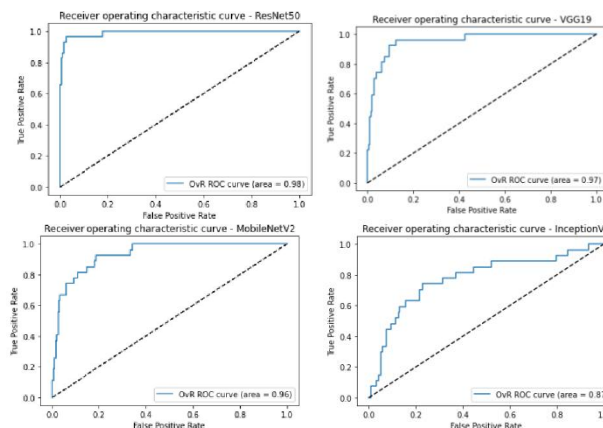 Receiver operating characteristic curve - ResNet50
True Positive Rate
1.0
0.8
0.6
0.4
0.2
0.0
OvR ROC curve (area = 0.98)
0.0 0.2 0.4 0.6 0.8 1.0
False Positive Rate
Receiver operating characteristic curve - VGG19
True Positive Rate
1.0
0.8
0.6
0.4
0.2
0.0
OvR ROC curve (area = 0.97)
0.0 0.2 0.4 0.6 0.8 1.0
False Positive Rate
Receiver operating characteristic curve - MobileNetV2
True Positive Rate
1.0
0.8
0.6
0.4
0.2
0.0
OvR ROC curve (area = 0.96)
0.0 0.2 0.4 0.6 0.8 1.0
False Positive Rate
Receiver operating characteristic curve - InceptionV
True Positive Rate
1.0
0.8
0.6
0.4
0.2
0.0
OvR ROC curve (area = 0.87
0.0 0.2 0.4 0.6 0.8 1.0
False Positive Rate